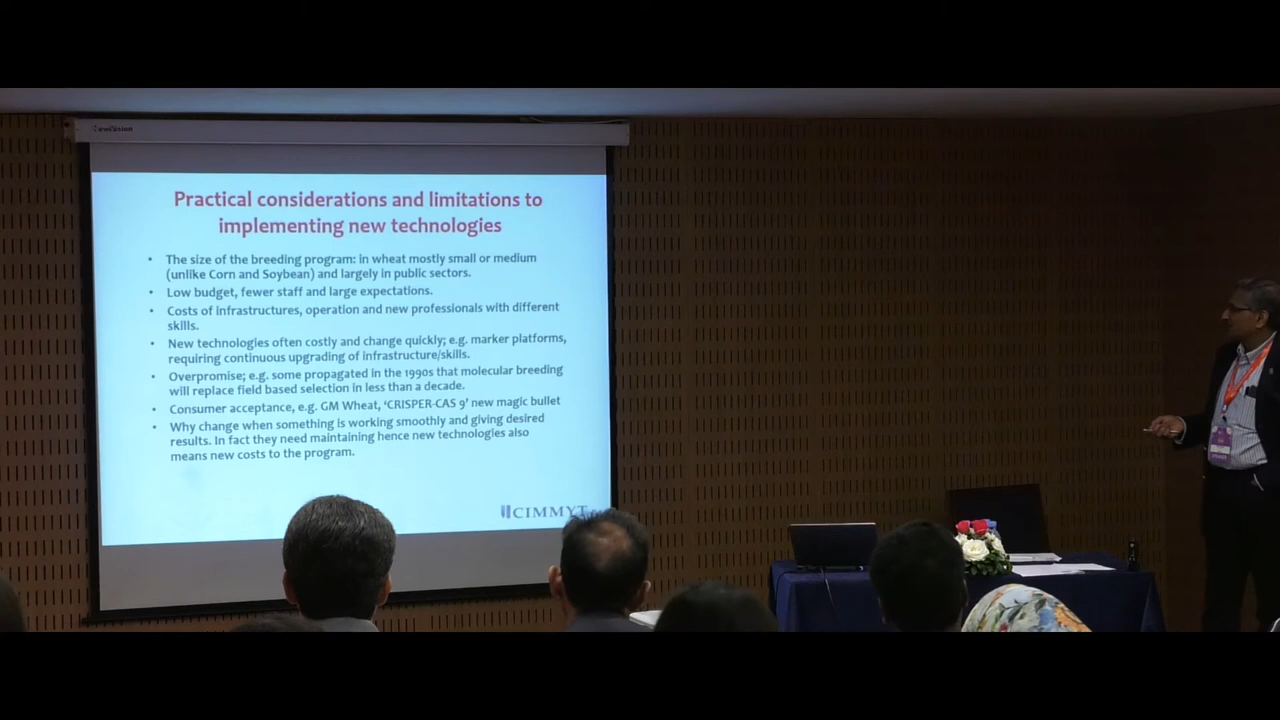 Practical considerations and limitations to
implementing new technologies
• The size of the breeding program: in wheat mostly small or medium
(unlike Corn and Soybean) and largely in public sectors.
• Low budget, fewer staff and large expectations.
• Costs of infrastructures, operation and new professionals with different
skills.
• New technologies often costly and change quickly; e.g. marker platforms,
requiring continuous upgrading of infrastructure/skills.
• Overpromise; e.g. some propagated in the 1990s that molecular breeding
will replace field based selection in less than a decade.
• Consumer acceptance, e.g. GM Wheat, ‘CRISPER-CAS 9’ new magic bullet
• Why change when something is working smoothly and giving desired
results. In fact they need maintaining hence new technologies also
means new costs to the program.
CIMMYT